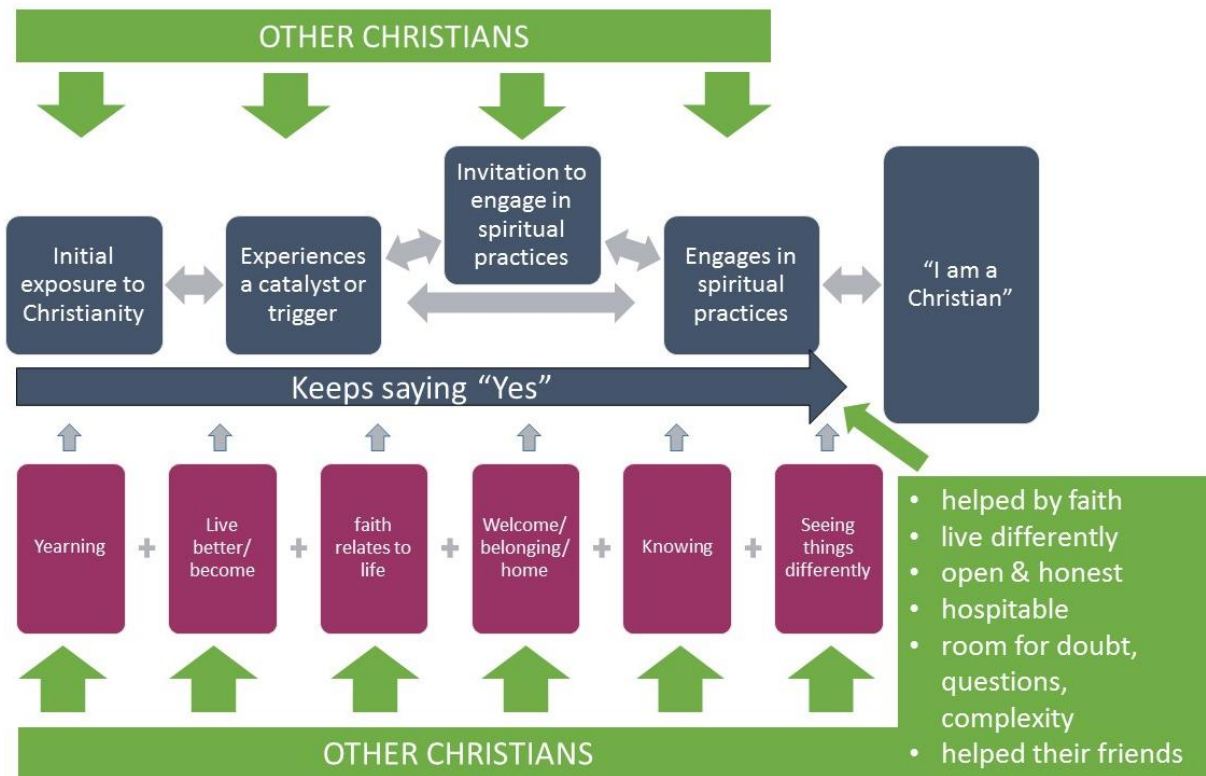 OTHER CHRISTIANS
Initial
exposure to
Christianity
Experiences
a catalyst or
trigger
Invitation to
engage in
spiritual
practices
Engages in
spiritual
practices
“I am a
Christian”
Keeps saying “Yes”
Yearning
+
Live
better/
become
+
faith
relates to
life
+
Welcome/
belonging/
home
+
Knowing
+
Seeing
things
differently
• helped by faith
• live differently
• open & honest
• hospitable
• room for doubt,
questions,
complexity
• helped their friends
OTHER CHRISTIANS